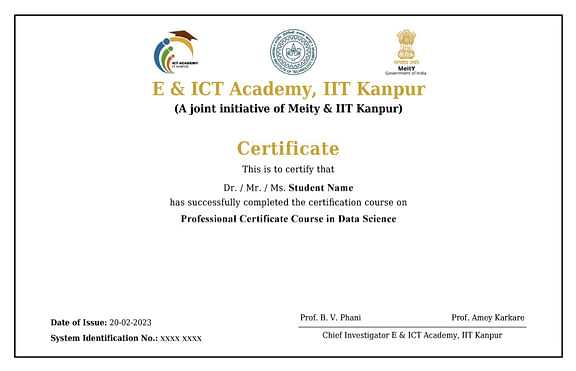 ICT ACADEMY
IIT KANPUR
MeitY
Government of India
E & ICT Academy, IIT Kanpur
(A joint initiative of Meity & IIT Kanpur)
Certificate
This is to certify that
Dr. / Mr. / Ms. Student Name
has successfully completed the certification course on
Professional Certificate Course in Data Science
Prof. B. V. Phani Prof. Amey Karkare
Date of Issue: 20-02-2023
Chief Investigator E & ICT Academy, IIT Kanpur
System Identification No.: xxxx xxxx